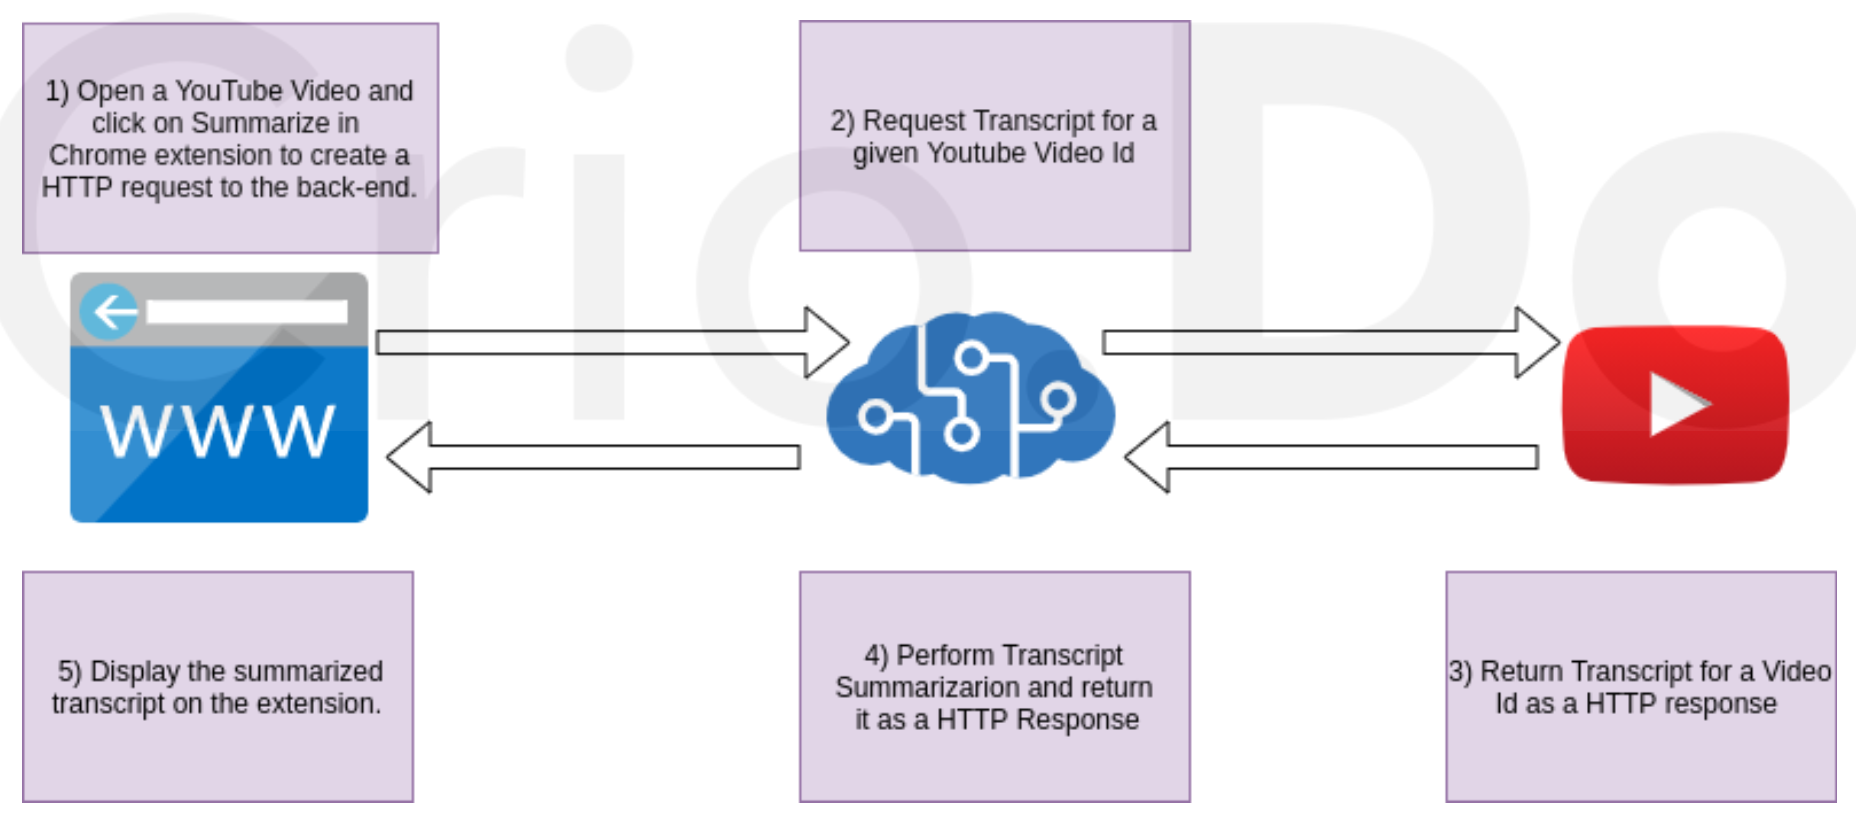 1) Open a YouTube Video and
click on Summarize in
Chrome extension to create a
HTTP request to the back-end.
2) Request Transcript for a
given Youtube Video Id
WWW
5) Display the summarized
transcript on the extension.
4) Perform Transcript
Summarizarion and return
it as a HTTP Response
3) Return Transcript for a Video
Id as a HTTP response
Crio.Do